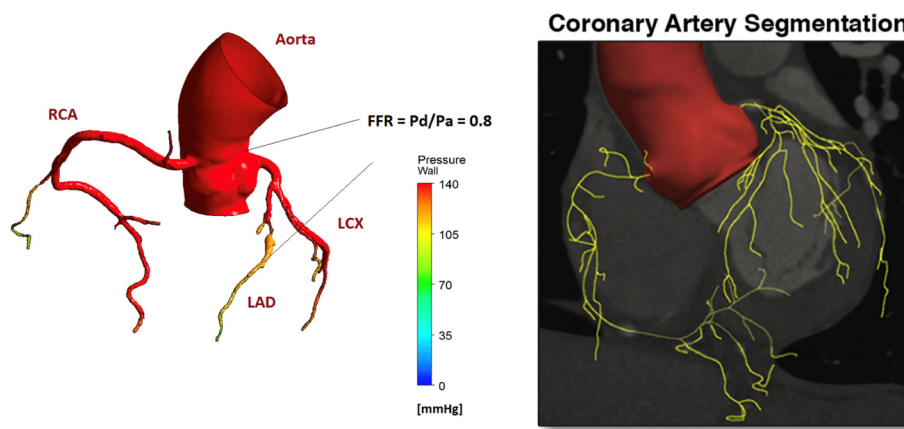 Coronary Artery Segmentation
Aorta
RCA
FFR = Pd/Pa = 0.8
Pressure
Wall
140
105
70
35
0
[mmHg]
LCX
LAD